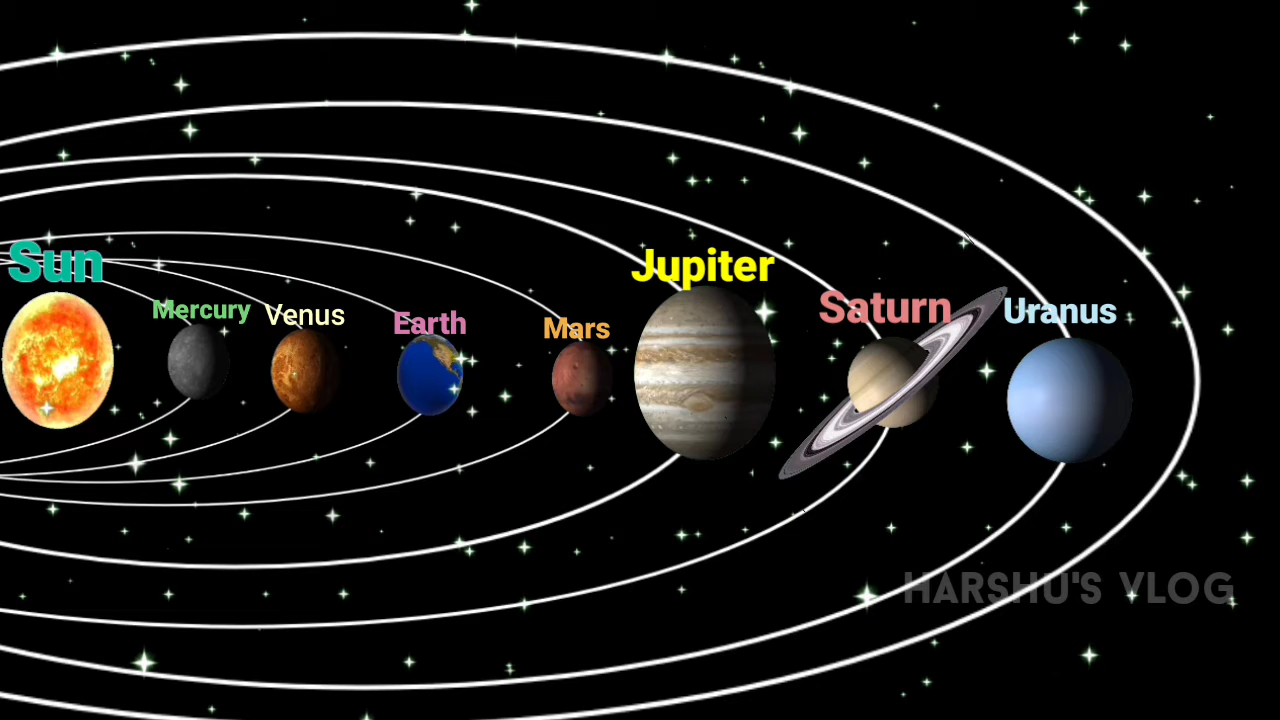 Sun
Mercury
Venus
Earth
Mars
Jupiter
Saturn
Uranus
HARSHU'S VLOG